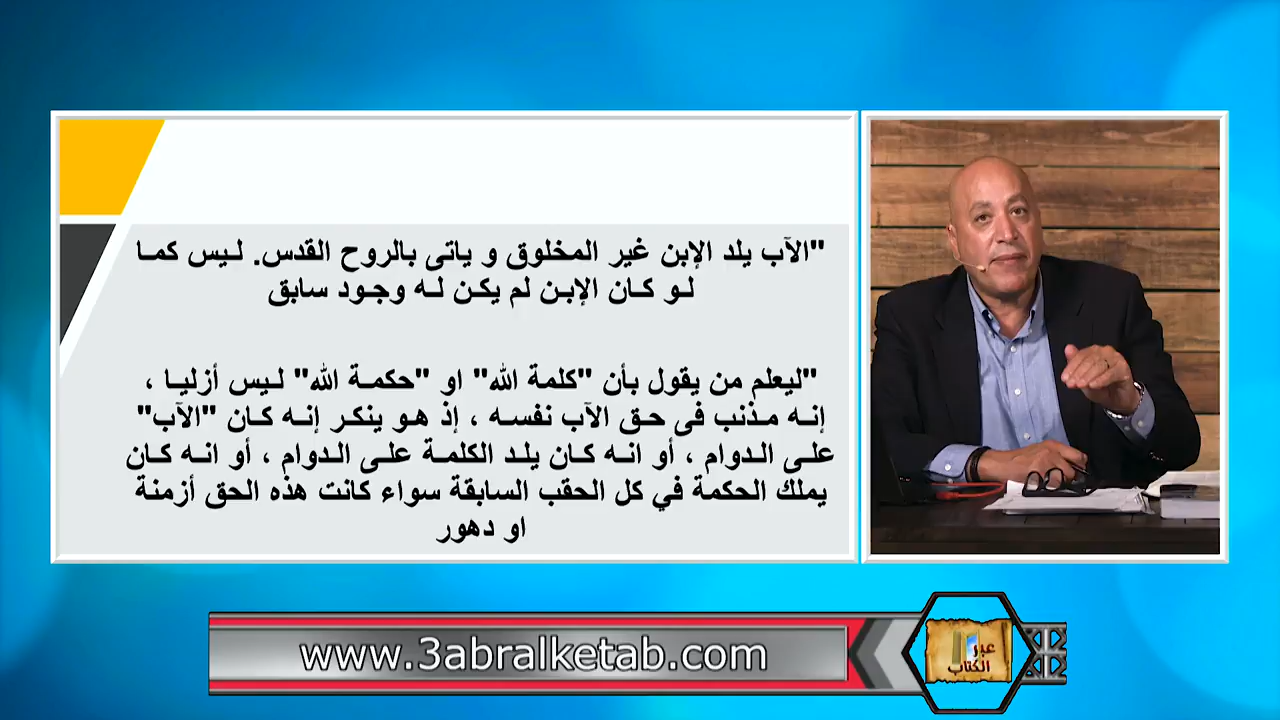 "الآب يلد الإبن غير المخلوق و ياتى بالروح القدس. ليس كما
لو كان الإبن لم يكن له وجود سابق
"ليعلم من يقول بأن "كلمة الله" او "حكمة الله" ليس أزليا ،
إنه مذنب فى حق الآب نفسه ، إذ هو ينكر إنه كان "الآب"
على الدوام ، أو انه كان يلد الكلمة على الدوام ، أو انه كان
يملك الحكمة في كل الحقب السابقة سواء كانت هذه الحق أزمنة
او دهور
www.3abralketab.com
عبر
الكتاب